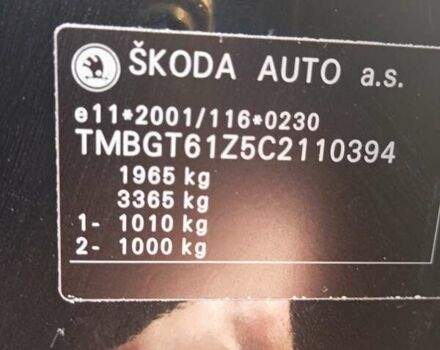 ŠKODA AUTO a.s.
e11*2001/116*0230
TMBGT61Z5C2110394
1965 kg
3365 kg
1- 1010 kg
2- 1000 kg